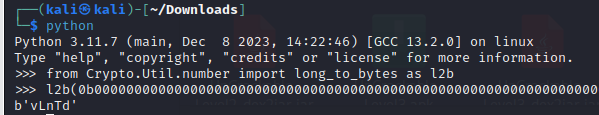 ┌──(kali㉿kali)-[~/Downloads]
└─$ python
Python 3.11.7 (main, Dec  8 2023, 14:22:46) [GCC 13.2.0] on linux
Type "help", "copyright", "credits" or "license" for more information.
>>> from Crypto.Util.number import long_to_bytes as l2b
>>> l2b(0b00000000000000000000000000000000000000000000000000000000000000000
b'vLnTd'